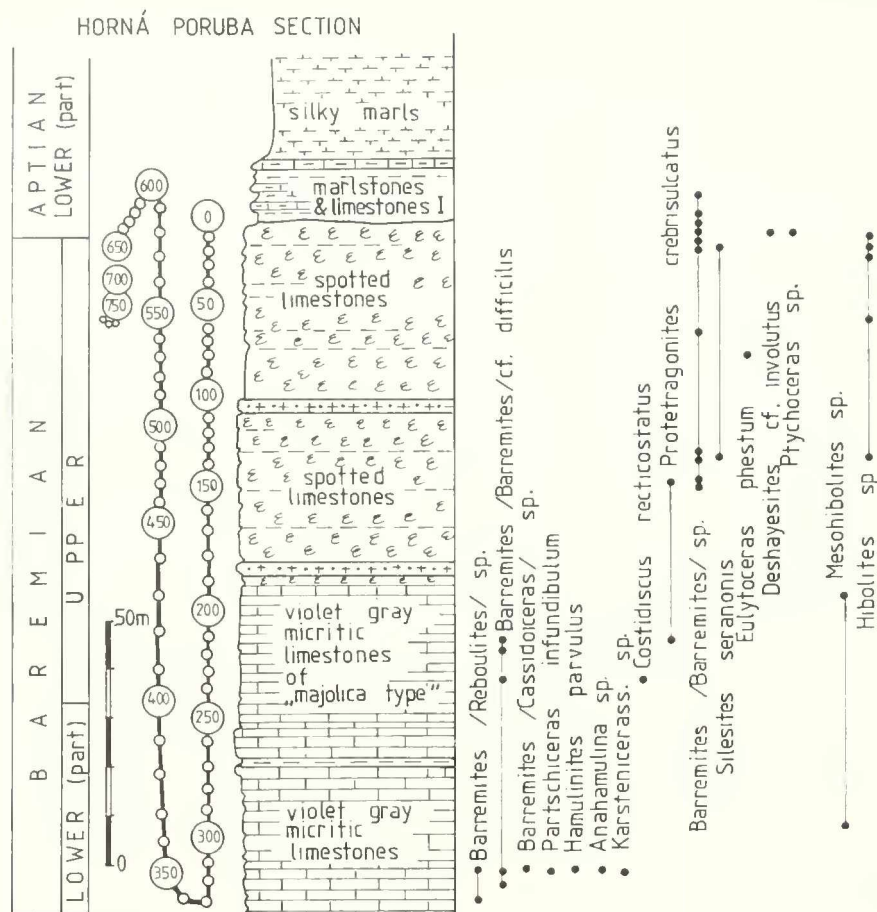 HORNÁ PORUBA SECTION
APTIAN
LOWER (part)
BAREMIAN
UPPER
LOWER (part)
50m
0
600
650
700
750
550
500
450
400
350
0
50
100
150
200
250
300
silky marls
marlstones
& limestones I
spotted
limestones
spotted
limestones
violet gray
micritic
limestones
of
„majolica type"
violet gray
micritic
limestones
Barremites /Reboulites/ sp.
Barremites /Barremites/cf. difficilis
Barremites /Cassidoiceras/ sp.
Partschiceras infundibulum
Hamulinites parvulus
Anahamulina sp.
Karstenicerass. sp.
Costidiscus recticostatus
Protetragonites crebrisulcatus
Barremites /Barremites/ sp.
Silesites seranonis
Eulytoceras phestum
Deshayesites cf. involutus
Ptychoceras sp.
Mesohibolites sp.
Hibolites sp